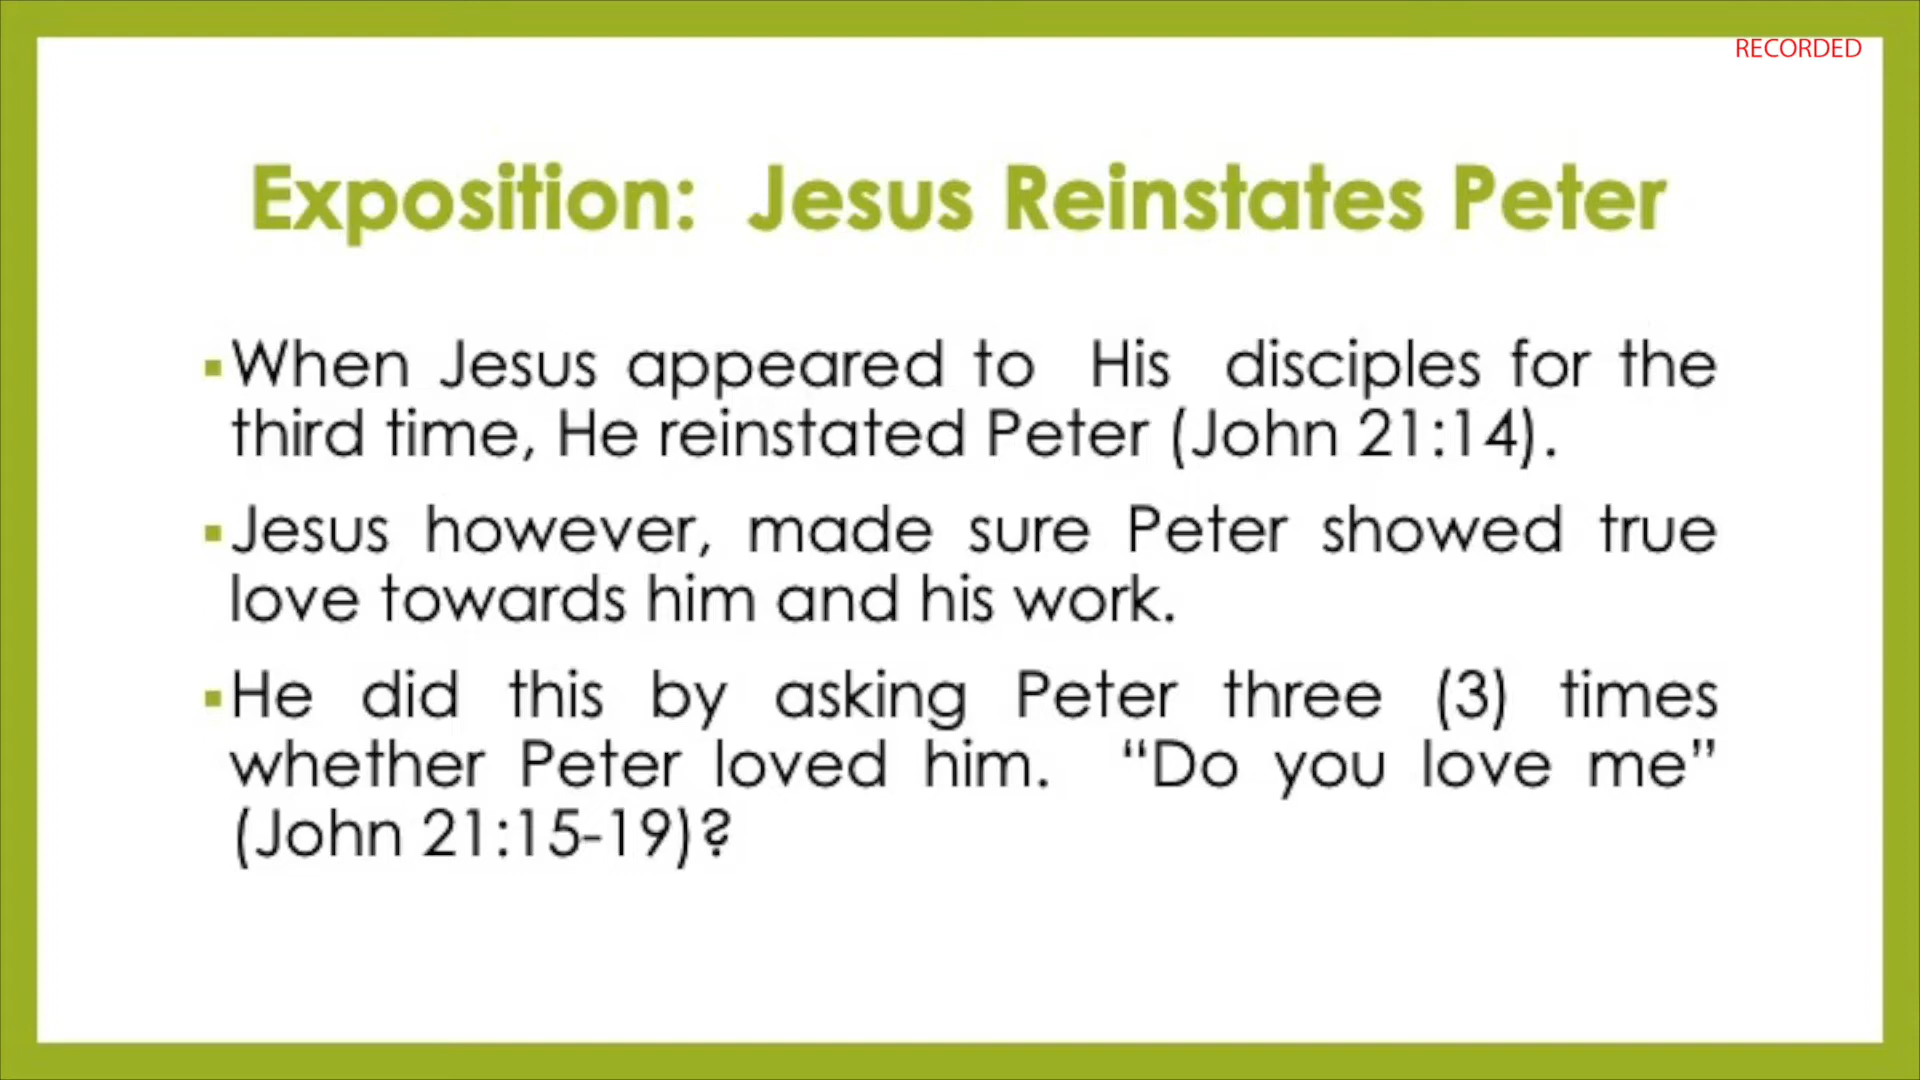 RECORDED
Exposition: Jesus Reinstates Peter
▪When Jesus appeared to His disciples for the
third time, He reinstated Peter (John 21:14).
▪Jesus however, made sure Peter showed true
love towards him and his work.
▪He did this by asking Peter three (3) times
whether Peter loved him. “Do you love me”
(John 21:15-19)?